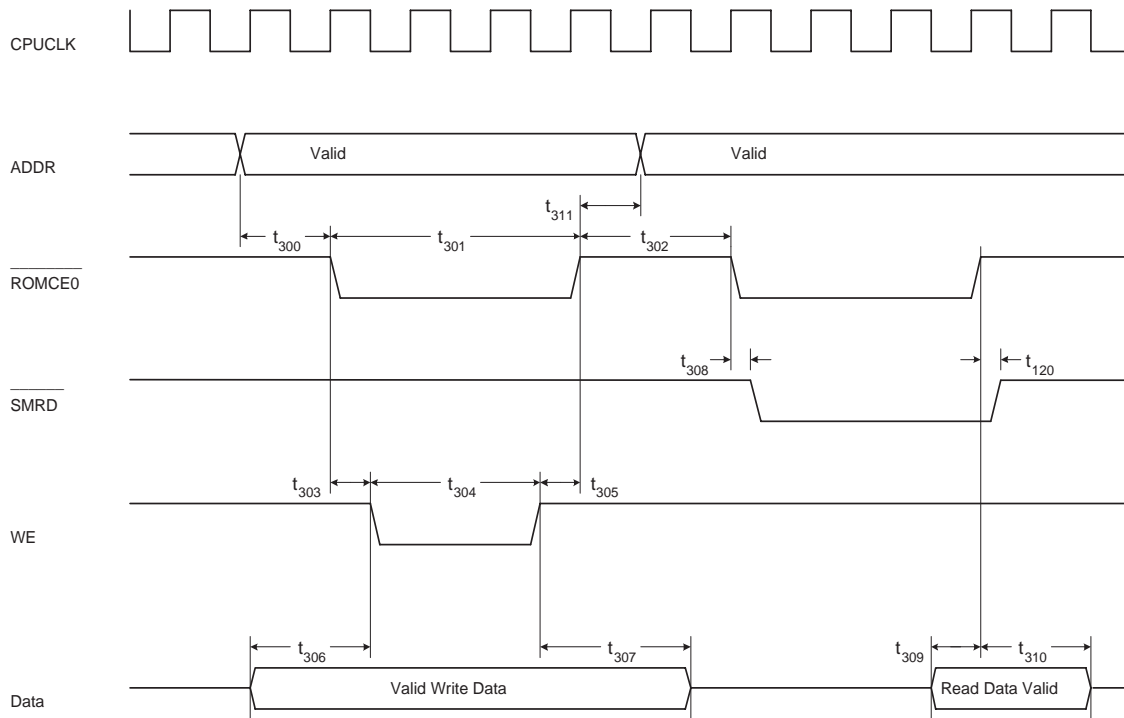 CPUCLK
ADDR
Valid
Valid
t311
t300
t301
t302
ROMCE0
t308
t120
SMRD
t303
t304
t305
WE
t306
t307
t309
t310
Data
Valid Write Data
Read Data Valid